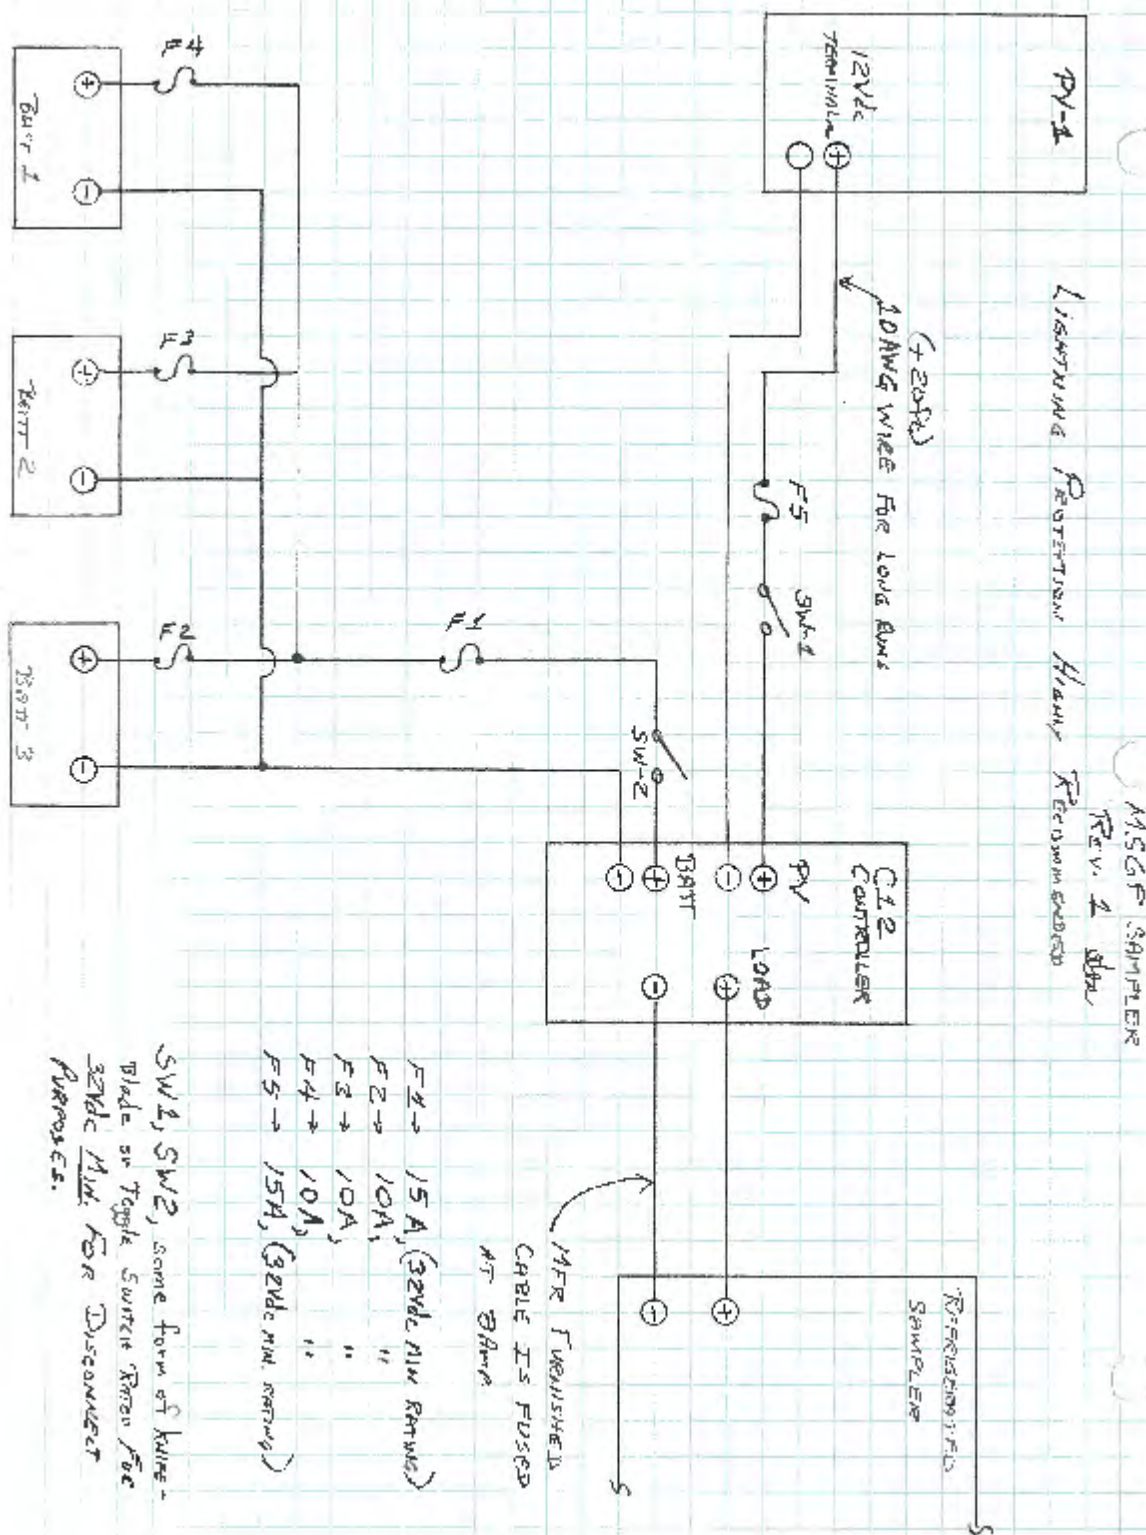 MSGF SAMPLER
REV. 1
LIGHTNING PROTECTION HIGHLY RECOMMENDED
PV-1
12Vdc
TERMINALS
+
(+20ft)
10AWG WIRE FOR LONG RUNS
F5
SW-1
C12
CONTROLLER
PV
+
-
BATT
+
-
LOAD
+
-
REFRIGERATED
SAMPLER
+
-
MFR FURNISHED
CABLE IS FUSED
AT 8AMP
F4
F3
F2
F1
SW-2
+
-
BATT 1
+
-
BATT-2
+
-
BATT 3
F1→ 15A, (32Vdc MIN RATING)
F2→ 10A, "
F3→ 10A, "
F4→ 10A, "
F5→ 15A, (32Vdc MIN. RATING)
SW1, SW2, some form of KNIFE-
Blade or Toggle SWITCH RATED FOR
32Vdc MIN. FOR DISCONNECT
PURPOSES.
S
S